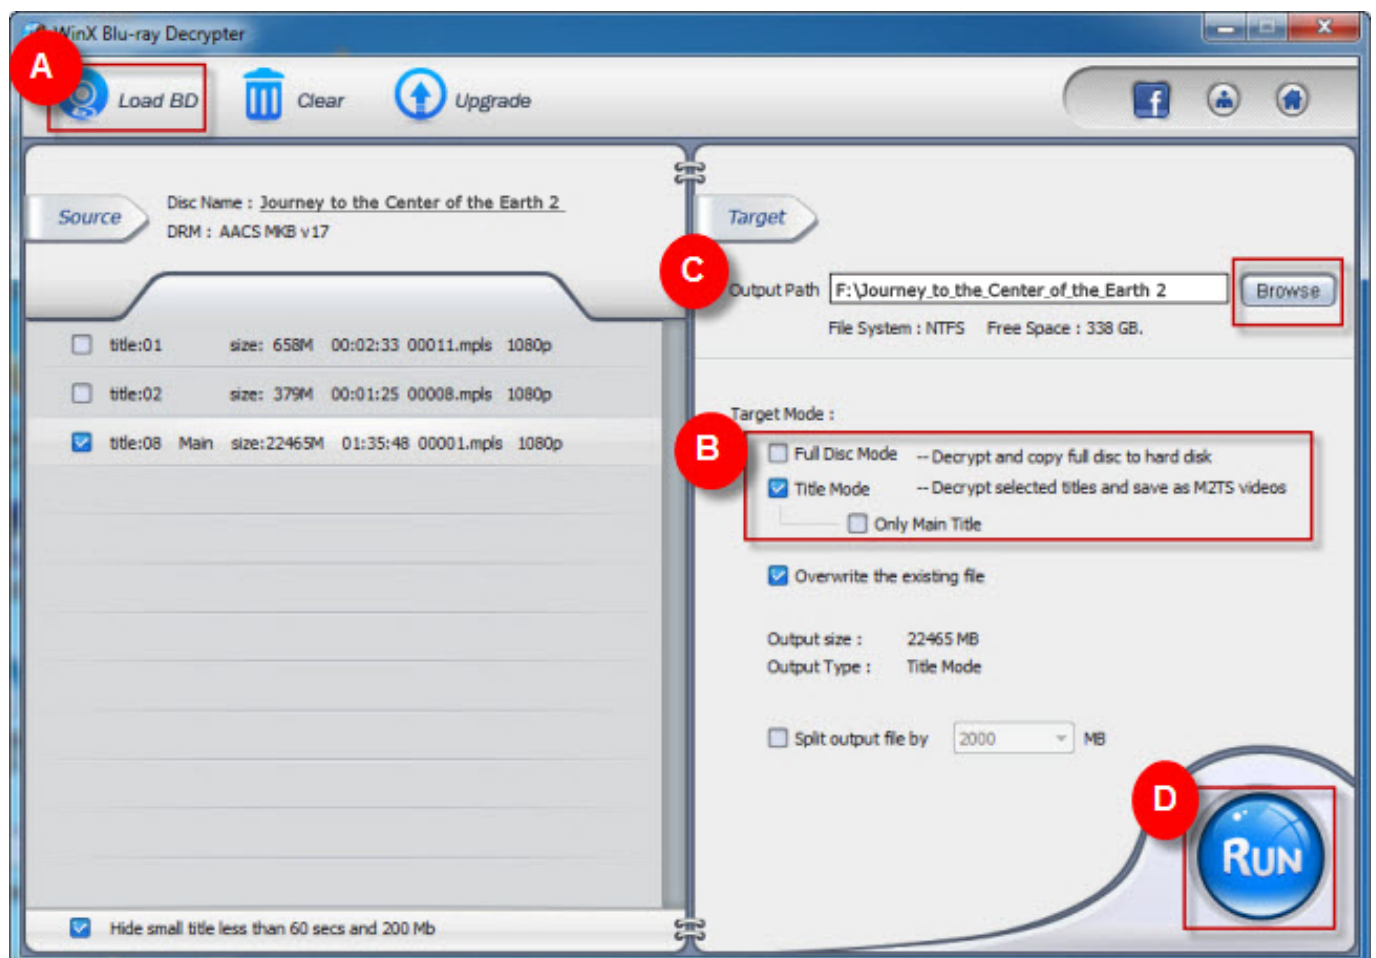 WinX Blu-ray Decrypter
A
Load BD
Clear
Upgrade
f
Source
Disc Name : Journey to the Center of the Earth 2
DRM : AACS MKB v17
title:01 size: 658M 00:02:33 00011.mpls 1080p
title:02 size: 379M 00:01:25 00008.mpls 1080p
title:08 Main size:22465M 01:35:48 00001.mpls 1080p
Hide small title less than 60 secs and 200 Mb
Target
C
Output Path F:\Journey_to_the_Center_of_the_Earth 2 Browse
File System : NTFS Free Space : 338 GB.
Target Mode :
B
Full Disc Mode -- Decrypt and copy full disc to hard disk
Title Mode -- Decrypt selected titles and save as M2TS videos
Only Main Title
Overwrite the existing file
Output size : 22465 MB
Output Type : Title Mode
Split output file by 2000 MB
D
RUN